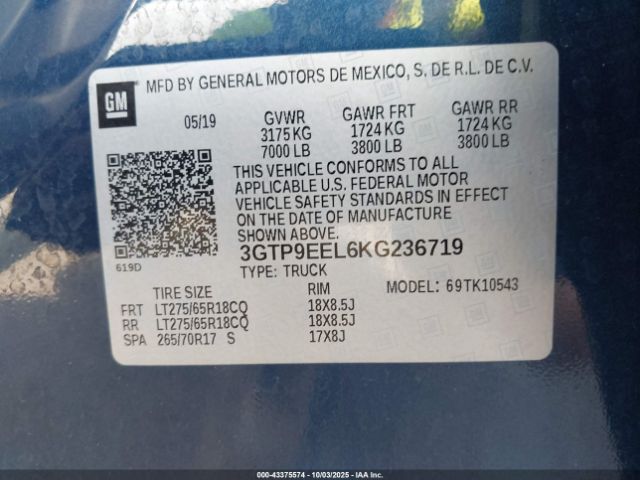 GM
MFD BY GENERAL MOTORS DE MEXICO, S. DE R.L. DE C.V.
05/19 GVWR GAWR FRT GAWR RR
3175 KG 1724 KG 1724 KG
7000 LB 3800 LB 3800 LB
THIS VEHICLE CONFORMS TO ALL
APPLICABLE U.S. FEDERAL MOTOR
VEHICLE SAFETY STANDARDS IN EFFECT
ON THE DATE OF MANUFACTURE
SHOWN ABOVE.
3GTP9EEL6KG236719
619D
TYPE: TRUCK MODEL: 69TK10543
TIRE SIZE RIM
FRT LT275/65R18CQ 18X8.5J
RR LT275/65R18CQ 18X8.5J
SPA 265/70R17 S 17X8J
000-43375574 - 10/03/2025 - IAAI.COM